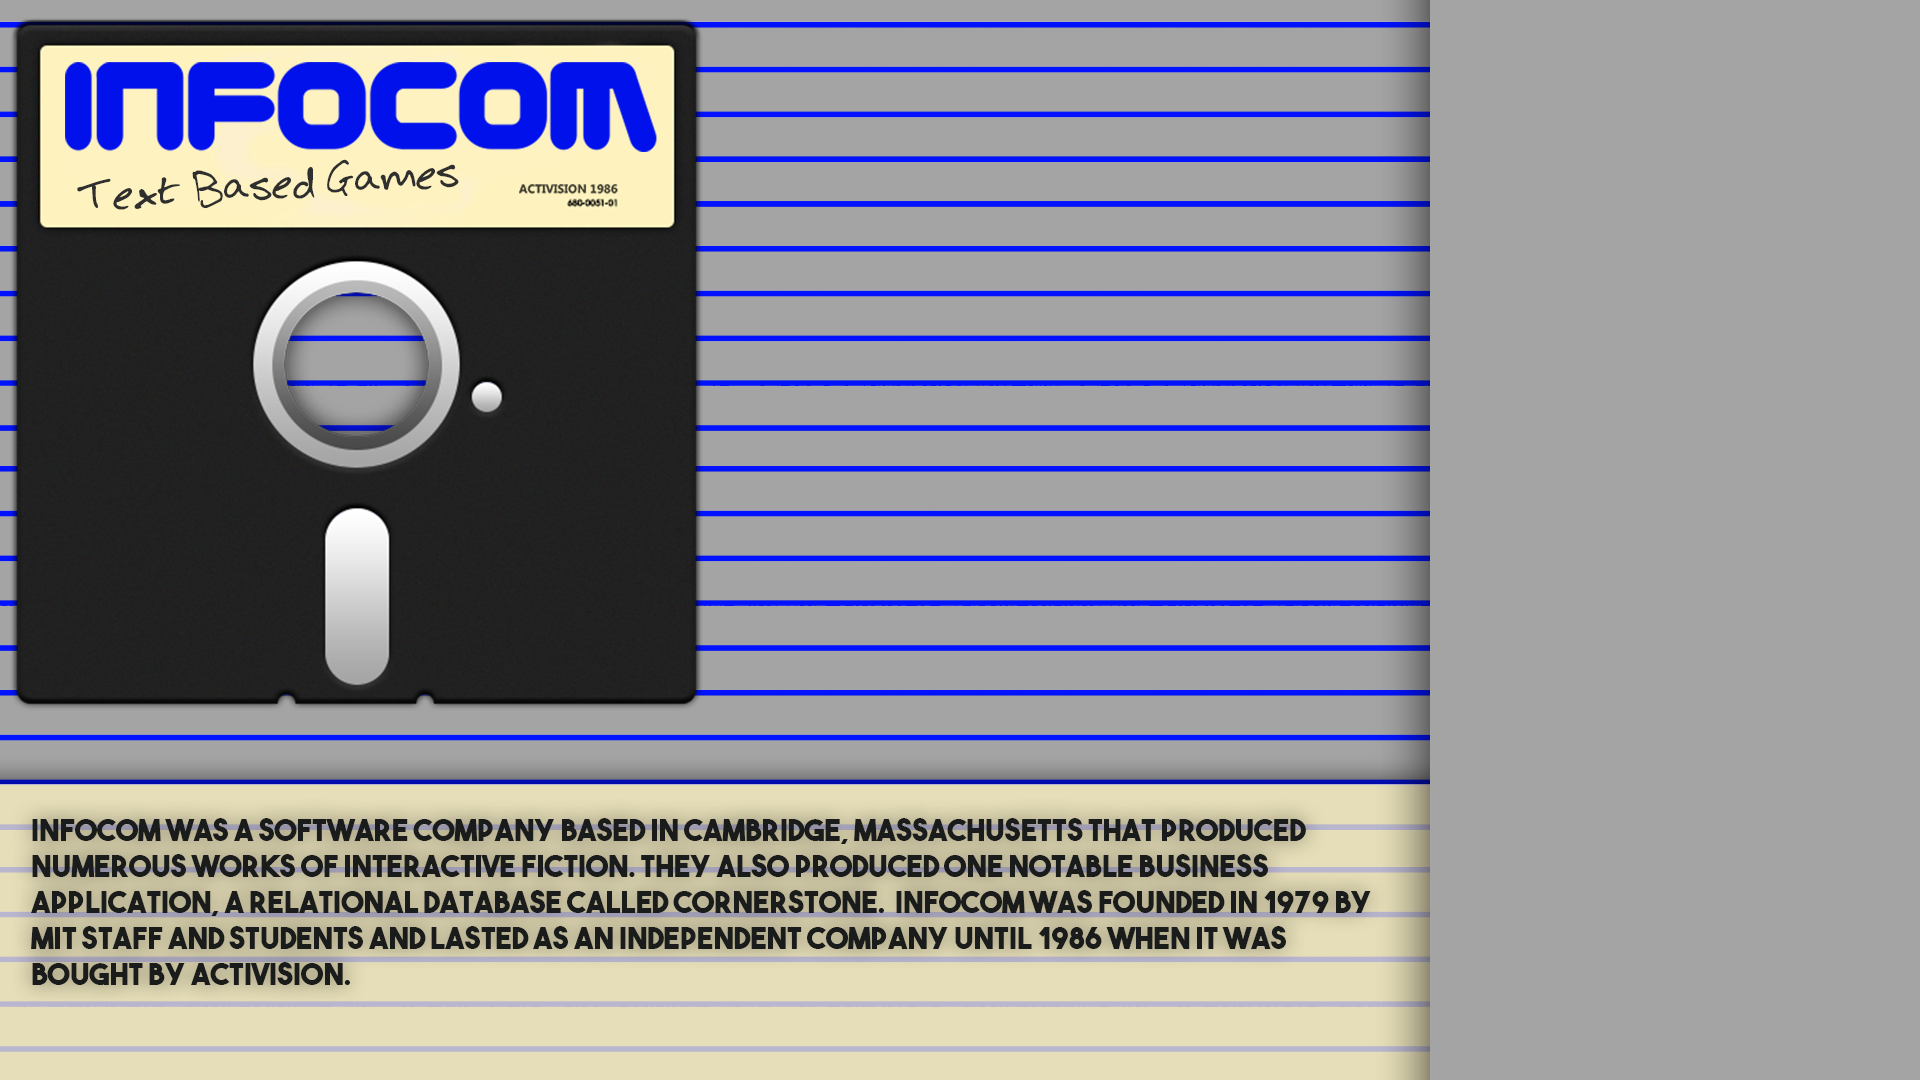 INFOCOM
Text Based Games
ACTIVISION 1986
680-0051-01
INFOCOM WAS A SOFTWARE COMPANY BASED IN CAMBRIDGE, MASSACHUSETTS THAT PRODUCED
NUMEROUS WORKS OF INTERACTIVE FICTION. THEY ALSO PRODUCED ONE NOTABLE BUSINESS
APPLICATION, A RELATIONAL DATABASE CALLED CORNERSTONE. INFOCOM WAS FOUNDED IN 1979 BY
MIT STAFF AND STUDENTS AND LASTED AS AN INDEPENDENT COMPANY UNTIL 1986 WHEN IT WAS
BOUGHT BY ACTIVISION.